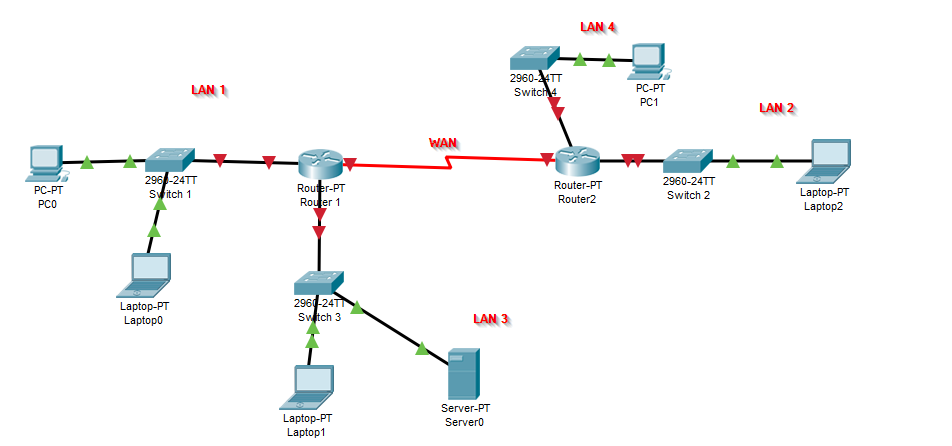 LAN 4
2960-24TT
Switch 4
PC-PT
PC1
LAN 1
LAN 2
WAN
PC-PT
PC0
2960-24TT
Switch 1
Router-PT
Router 1
Router-PT
Router2
2960-24TT
Switch 2
Laptop-PT
Laptop2
Laptop-PT
Laptop0
2960-24TT
Switch 3
LAN 3
Laptop-PT
Laptop1
Server-PT
Server0